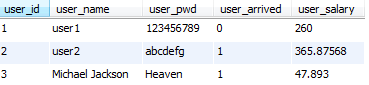 user_id user_name user_pwd user_arrived user_salary
1 user1 123456789 0 260
2 user2 abcdefg 1 365.87568
3 Michael Jackson Heaven 1 47.893